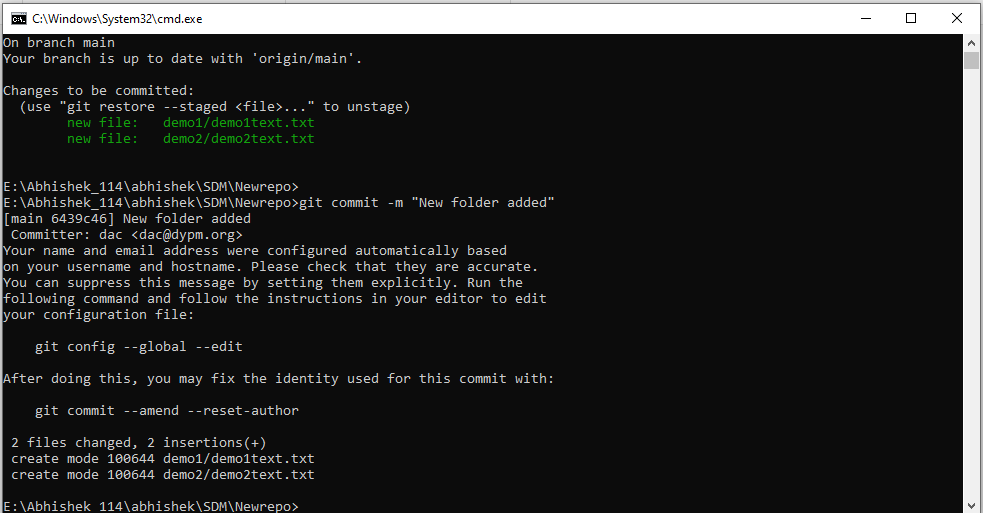 C:\Windows\System32\cmd.exe
On branch main
Your branch is up to date with 'origin/main'.
Changes to be committed:
  (use "git restore --staged <file>..." to unstage)
        new file:   demo1/demo1text.txt
        new file:   demo2/demo2text.txt
E:\Abhishek_114\abhishek\SDM\Newrepo>
E:\Abhishek_114\abhishek\SDM\Newrepo>git commit -m "New folder added"
[main 6439c46] New folder added
 Committer: dac <dac@dypm.org>
Your name and email address were configured automatically based
on your username and hostname. Please check that they are accurate.
You can suppress this message by setting them explicitly. Run the
following command and follow the instructions in your editor to edit
your configuration file:
    git config --global --edit
After doing this, you may fix the identity used for this commit with:
    git commit --amend --reset-author
 2 files changed, 2 insertions(+)
 create mode 100644 demo1/demo1text.txt
 create mode 100644 demo2/demo2text.txt
E:\Abhishek_114\abhishek\SDM\Newrepo>